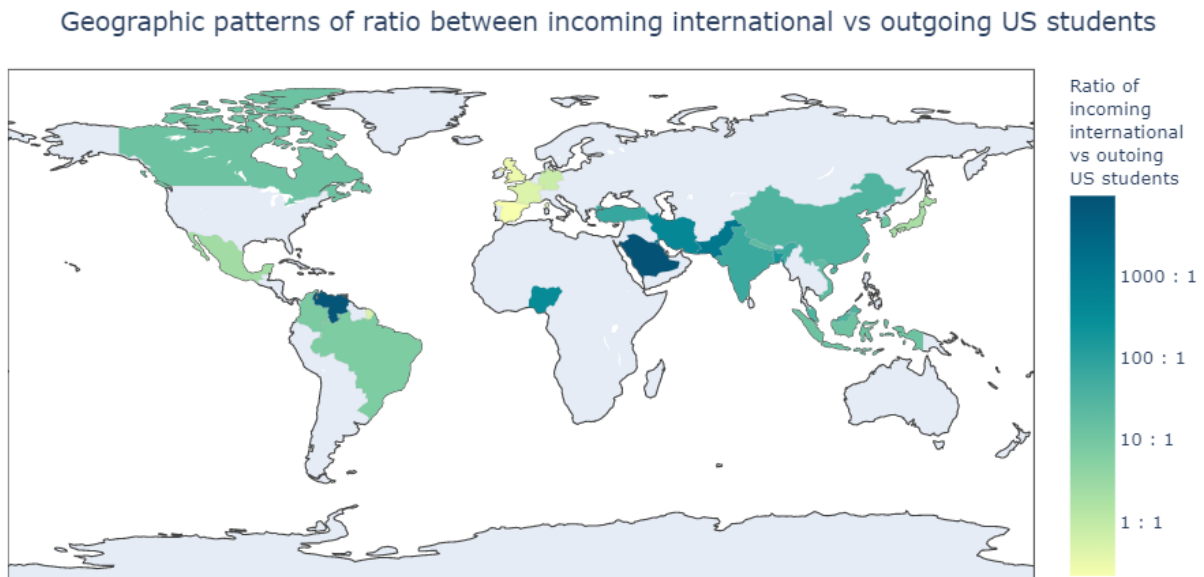 Geographic patterns of ratio between incoming international vs outgoing US students
Ratio of
incoming
international
vs outoing
US students
1000 : 1
100 : 1
10 : 1
1 : 1